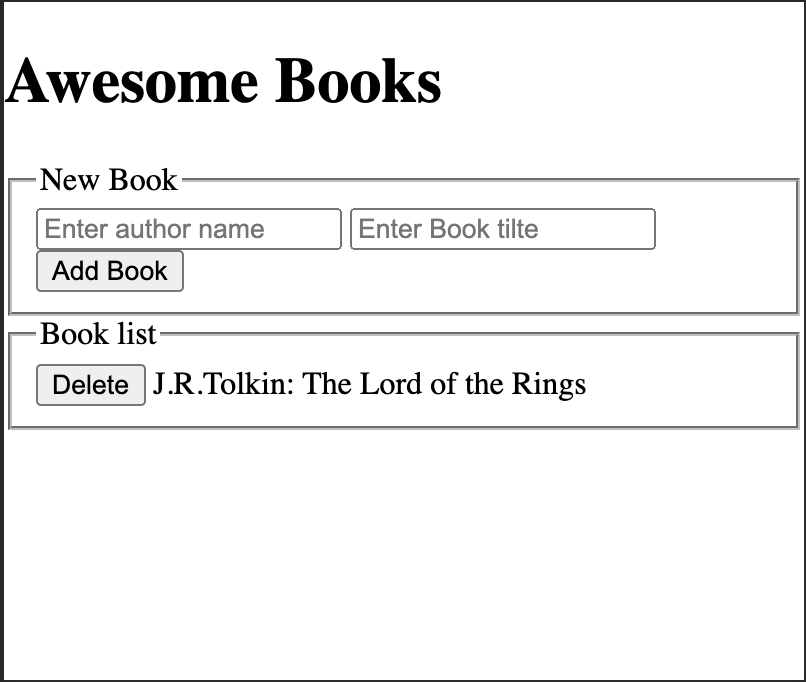 Awesome Books
New Book
Enter author name Enter Book tilte
Add Book
Book list
Delete J.R.Tolkin: The Lord of the Rings